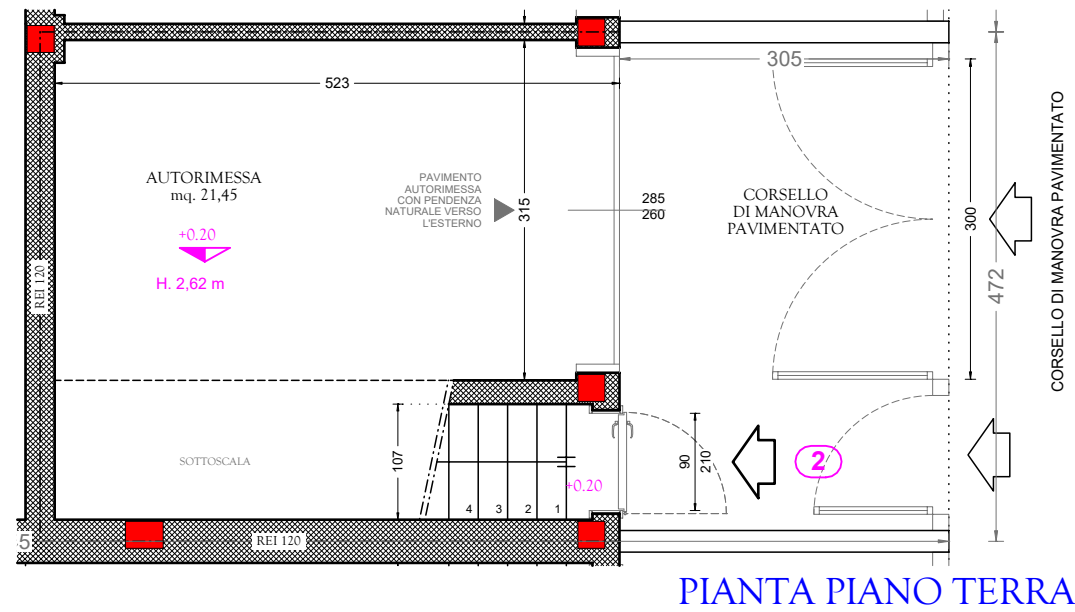 305
523
AUTORIMESSA
mq. 21,45
PAVIMENTO
AUTORIMESSA
CON PENDENZA
NATURALE VERSO
L'ESTERNO
315
285
260
CORSELLO
DI MANOVRA
PAVIMENTATO
300
472
CORSELLO DI MANOVRA PAVIMENTATO
+0.20
H. 2,62 m
REI 120
SOTTOSCALA
107
4
3
2
1
+0.20
90
210
2
5
REI 120
PIANTA PIANO TERRA